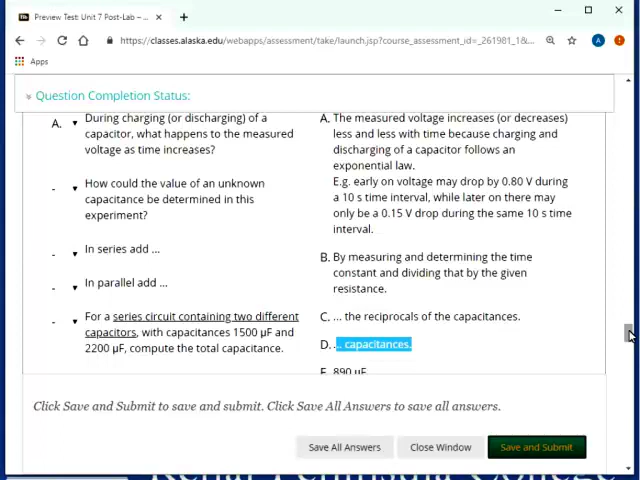 Preview Test: Unit 7 Post-Lab – ...
https://classes.alaska.edu/webapps/assessment/take/launch.jsp?course_assessment_id=_261981_1&...
A
Apps
Question Completion Status:
A.
During charging (or discharging) of a
capacitor, what happens to the measured
voltage as time increases?
-
How could the value of an unknown
capacitance be determined in this
experiment?
-
In series add ...
-
In parallel add ...
-
For a series circuit containing two different
capacitors, with capacitances 1500 µF and
2200 µF, compute the total capacitance.
A. The measured voltage increases (or decreases)
less and less with time because charging and
discharging of a capacitor follows an
exponential law.
E.g. early on voltage may drop by 0.80 V during
a 10 s time interval, while later on there may
only be a 0.15 V drop during the same 10 s time
interval.
B. By measuring and determining the time
constant and dividing that by the given
resistance.
C. ... the reciprocals of the capacitances.
D. ... capacitances.
E. 890 µF
Click Save and Submit to save and submit. Click Save All Answers to save all answers.
Save All Answers
Close Window
Save and Submit
Kenai Peninsula College